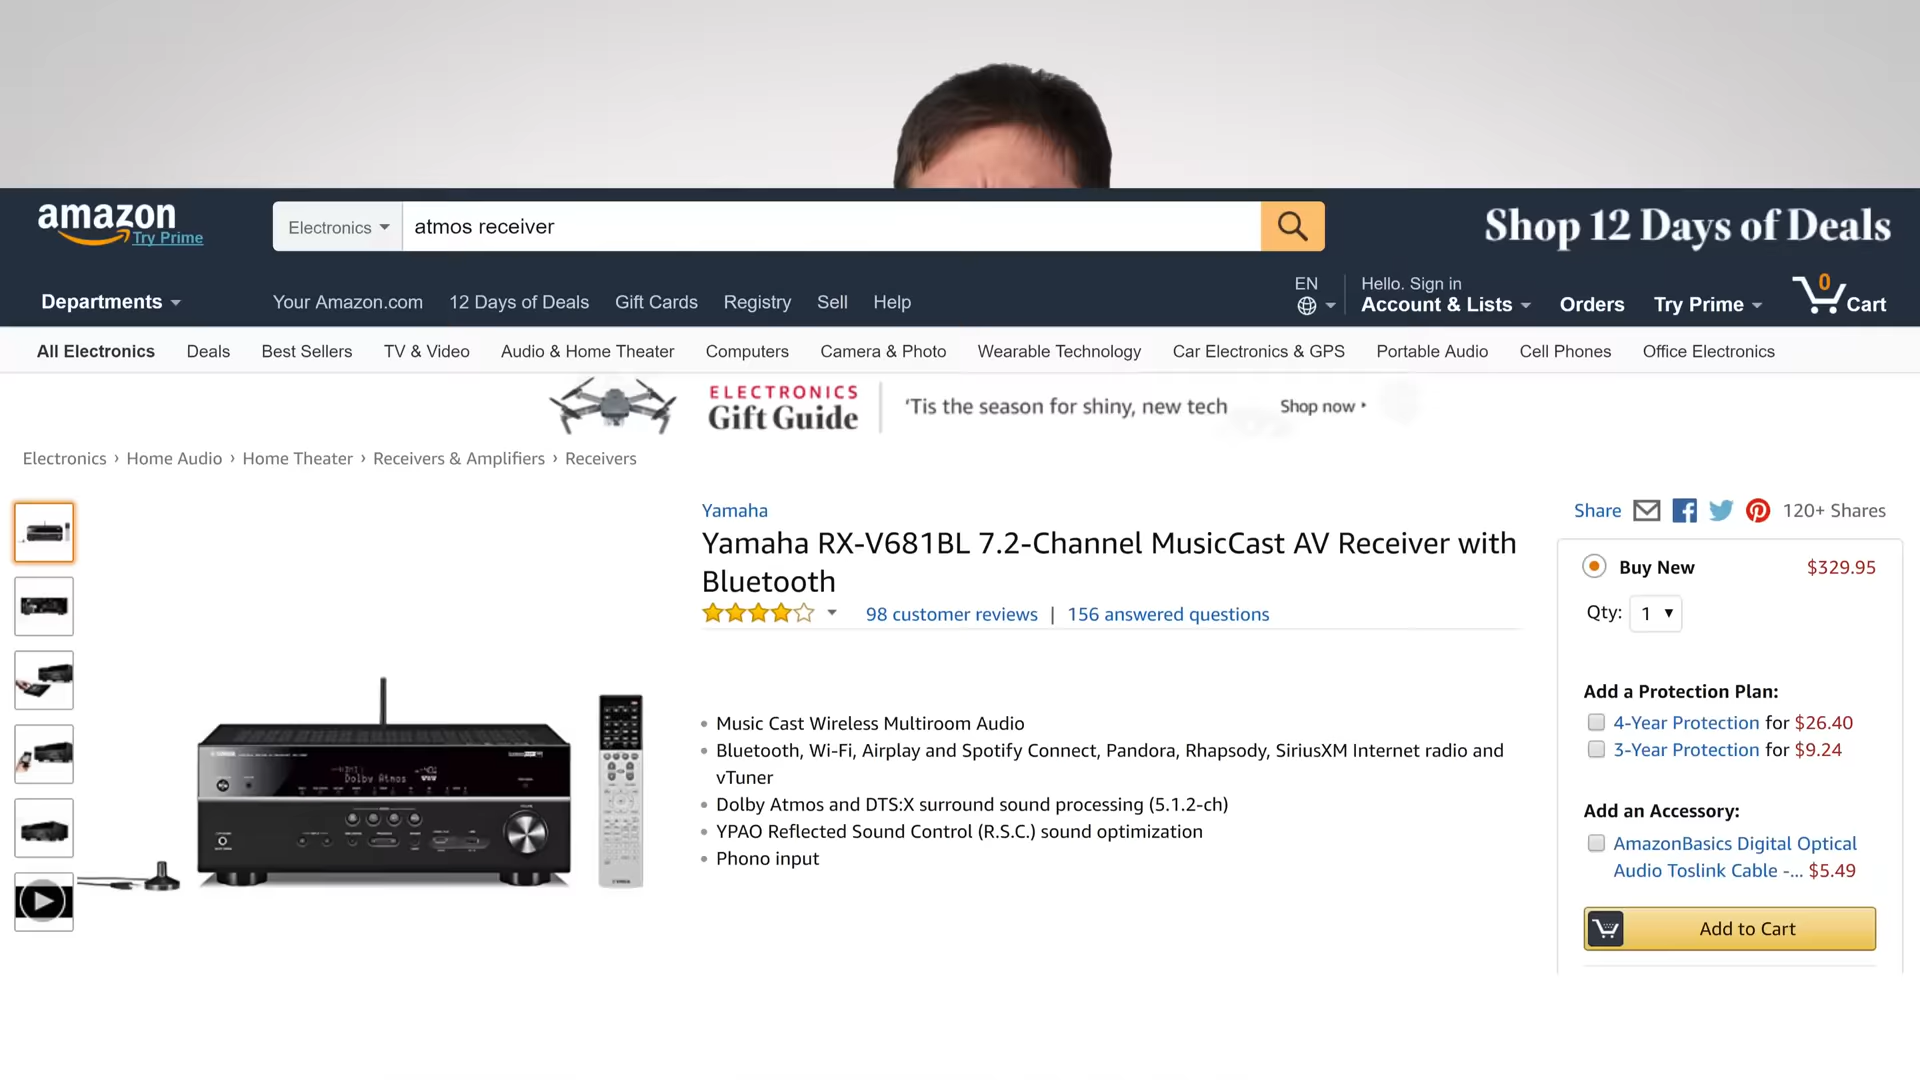 amazon
Try Prime
Electronics
atmos receiver
Shop 12 Days of Deals
Departments
Your Amazon.com
12 Days of Deals
Gift Cards
Registry
Sell
Help
EN
Hello. Sign in
Account & Lists
Orders
Try Prime
0
Cart
All Electronics
Deals
Best Sellers
TV & Video
Audio & Home Theater
Computers
Camera & Photo
Wearable Technology
Car Electronics & GPS
Portable Audio
Cell Phones
Office Electronics
ELECTRONICS
Gift Guide
‘Tis the season for shiny, new tech
Shop now
Electronics › Home Audio › Home Theater › Receivers & Amplifiers › Receivers
Yamaha
Yamaha RX-V681BL 7.2-Channel MusicCast AV Receiver with
Bluetooth
98 customer reviews | 156 answered questions
• Music Cast Wireless Multiroom Audio
• Bluetooth, Wi-Fi, Airplay and Spotify Connect, Pandora, Rhapsody, SiriusXM Internet radio and
vTuner
• Dolby Atmos and DTS:X surround sound processing (5.1.2-ch)
• YPAO Reflected Sound Control (R.S.C.) sound optimization
• Phono input
Dolby Atmos
Share
120+ Shares
Buy New
$329.95
Qty: 1
Add a Protection Plan:
4-Year Protection for $26.40
3-Year Protection for $9.24
Add an Accessory:
AmazonBasics Digital Optical
Audio Toslink Cable -... $5.49
Add to Cart